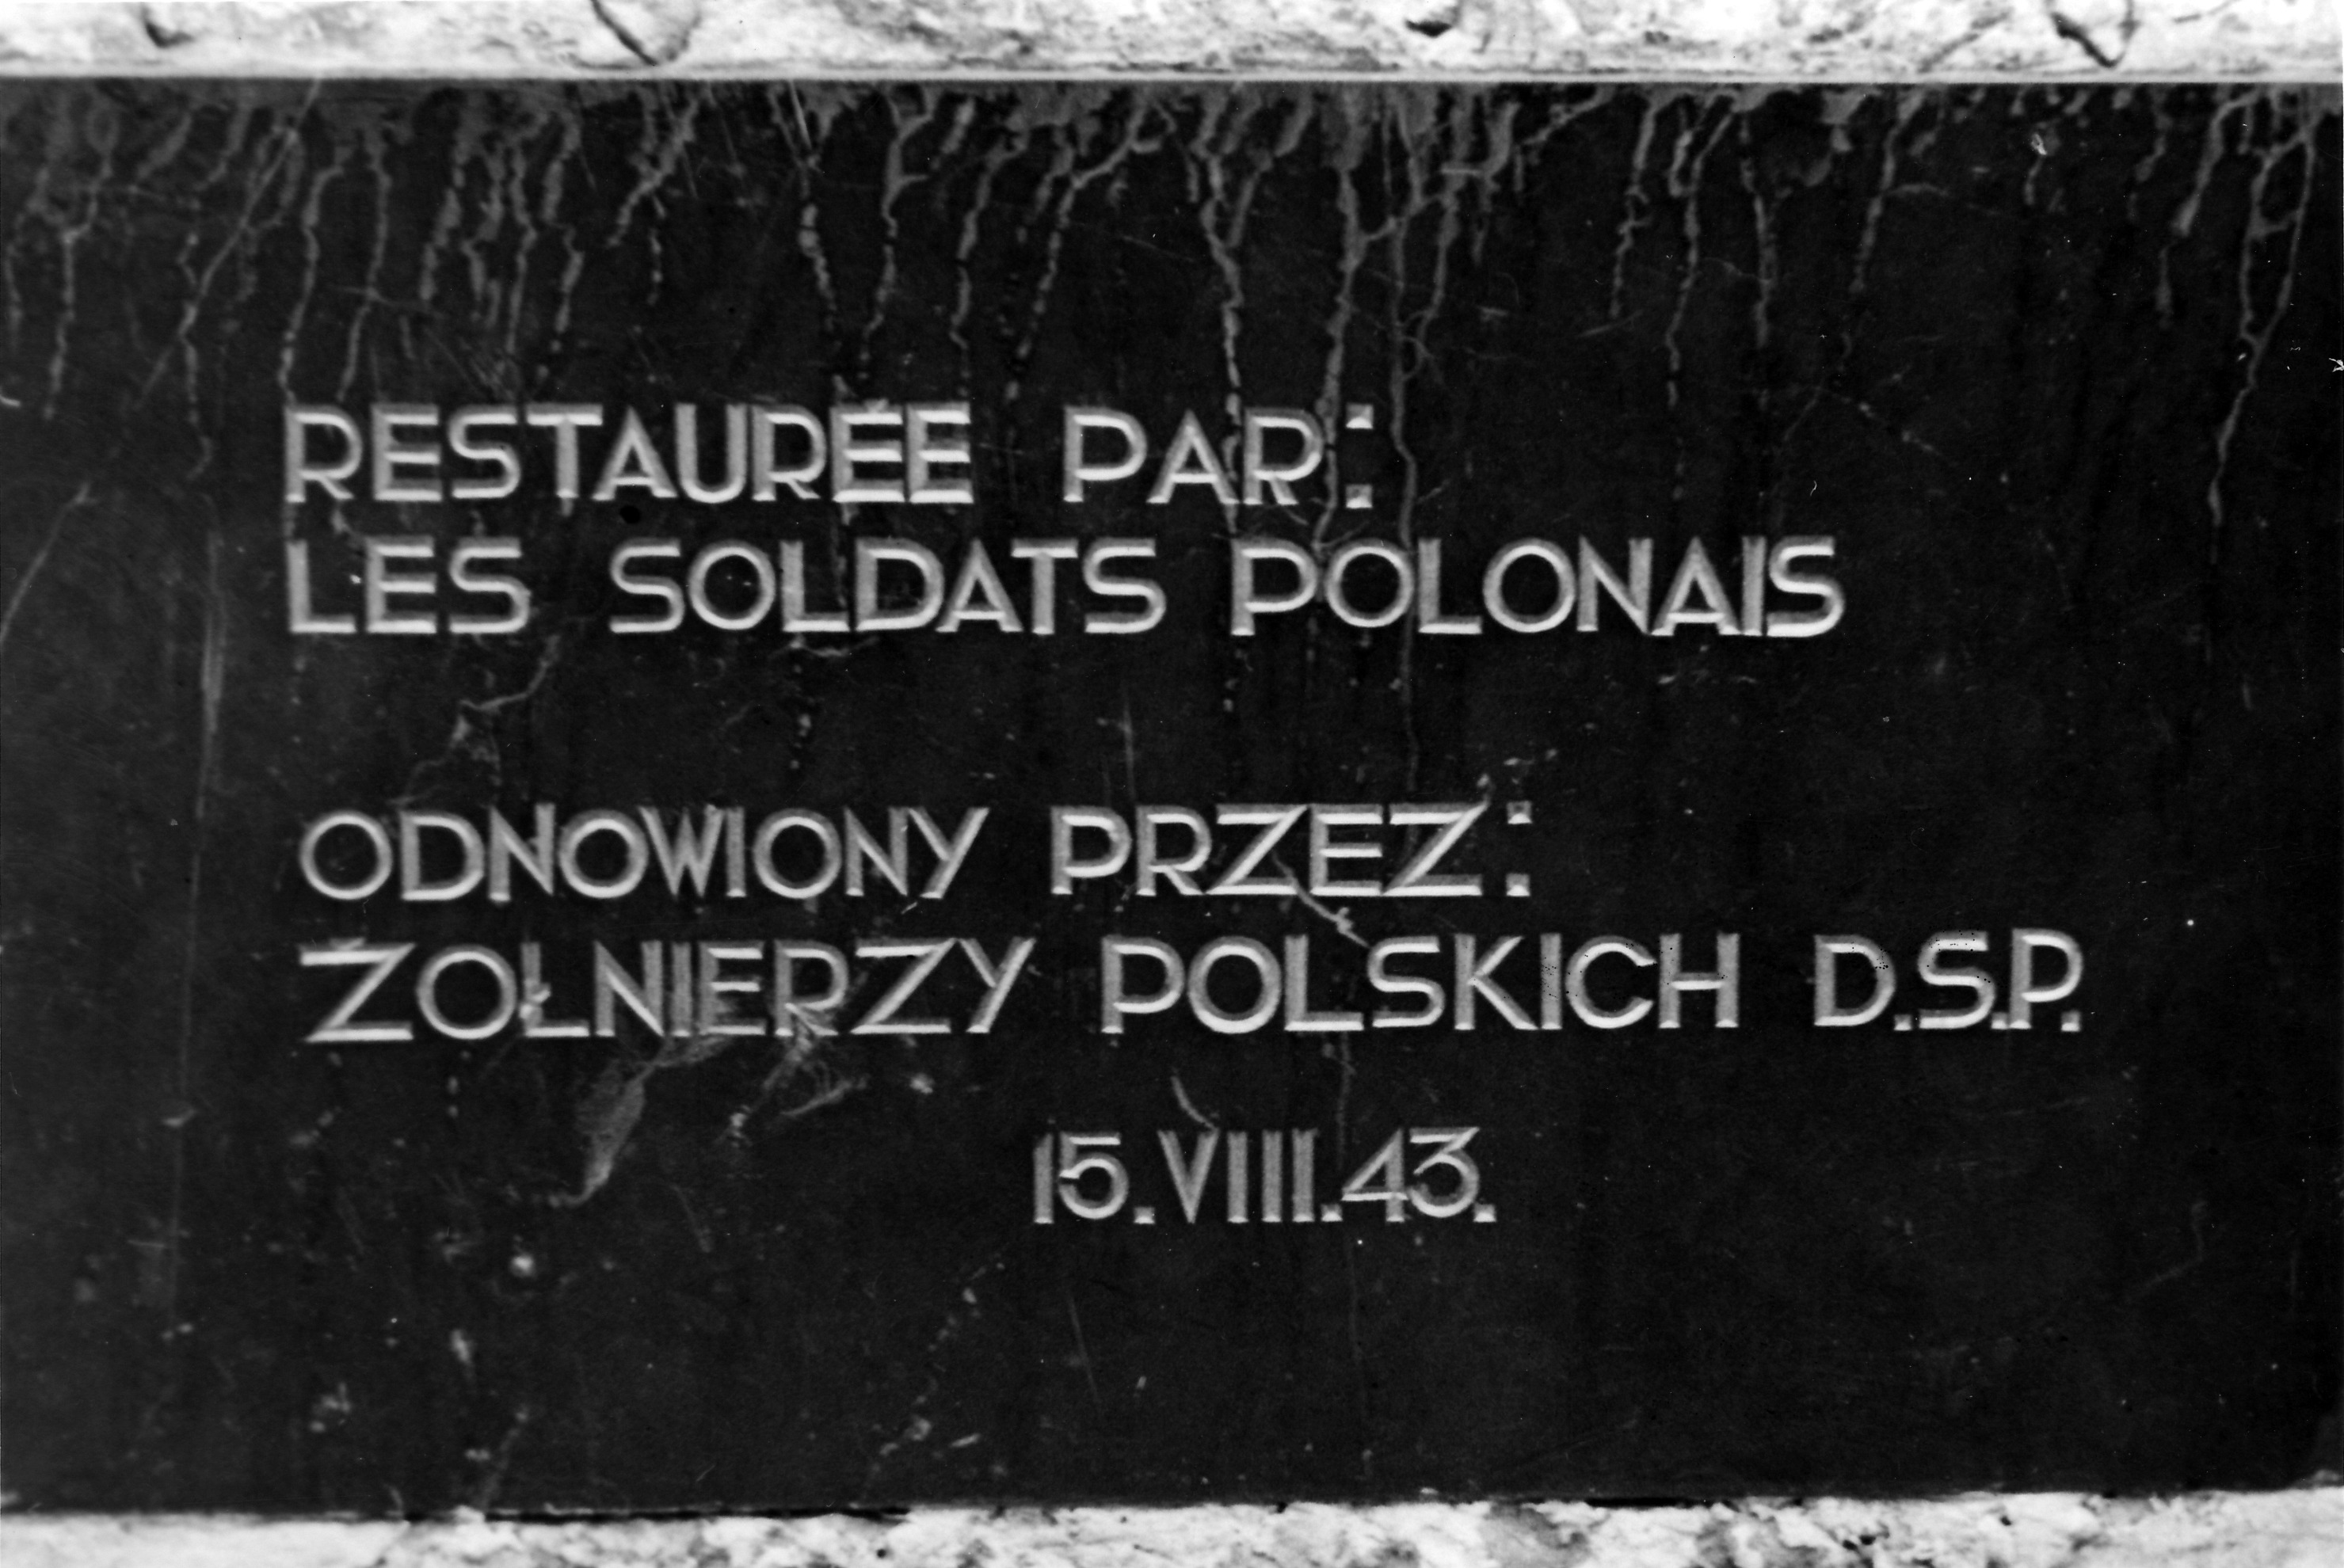 RESTAURÉE PAR:
LES SOLDATS POLONAIS
ODNOWIONY PRZEZ:
ŻOŁNIERZY POLSKICH D.S.P.
15.VIII.43.